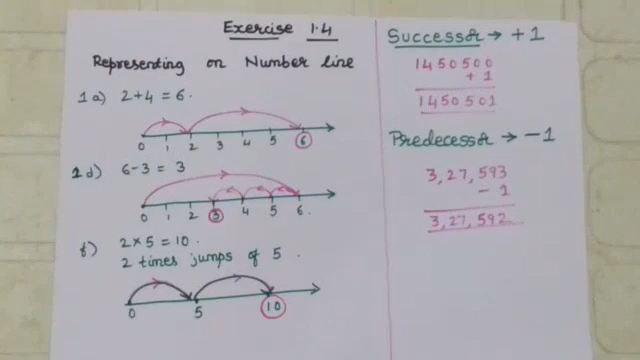 Exercise 1.4
Representing on Number line
1 a) 2+4 = 6.
0 1 2 3 4 5 6
1 d) 6-3 = 3
0 1 2 3 4 5 6.
f) 2×5 = 10.
2 times jumps of 5.
0 5 10
Successor → +1
1450500
+ 1
1450501
Predecessor → -1
3,27,593
- 1
3,27,592